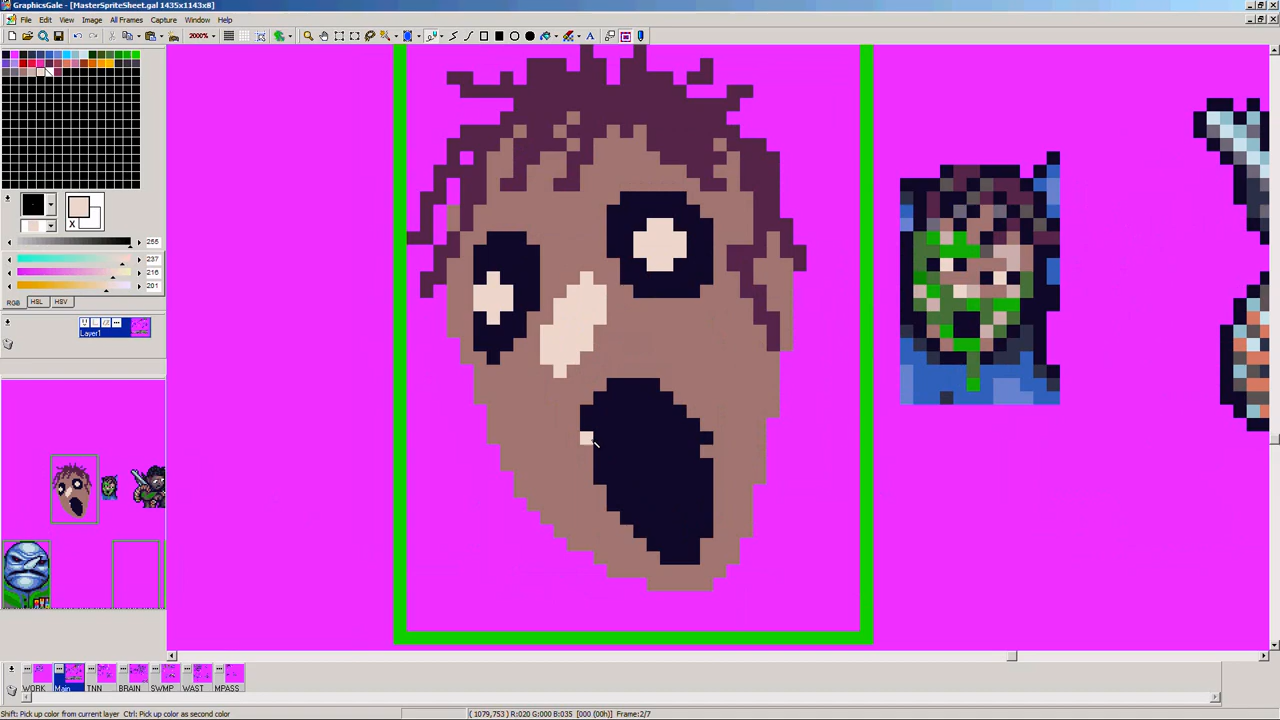 GraphicsGale - [MasterSpriteSheet.gal 1435x1143x8]
File Edit View Image All Frames Capture Window Help
2000%
X
255
237
216
201
RGB HSL HSV
Layer1
WORK Main TNN BRAIN SWMP WAST MPASS
Shift: Pick up color from current layer Ctrl: Pick up color as second color
( 1079,753 ) R:020 G:000 B:035 [000 (00h)] Frame:2/7